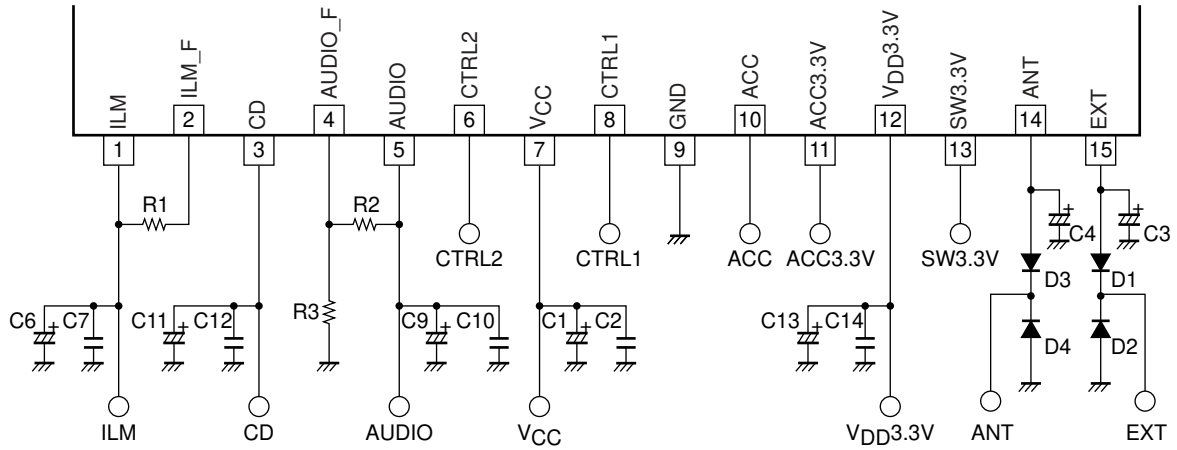 ILM
ILM_F
CD
AUDIO_F
AUDIO
CTRL2
VCC
CTRL1
GND
ACC
ACC3.3V
VDD3.3V
SW3.3V
ANT
EXT
2 4 6 8 10 12 14
1 3 5 7 9 11 13 15
R1 R2
C4 C3
CTRL2 CTRL1 ACC ACC3.3V SW3.3V
D3 D1
R3
C6 C7 C11 C12 C9 C10 C1 C2 C13 C14
D4 D2
ILM CD AUDIO VCC VDD3.3V ANT EXT
+ + + + + + +